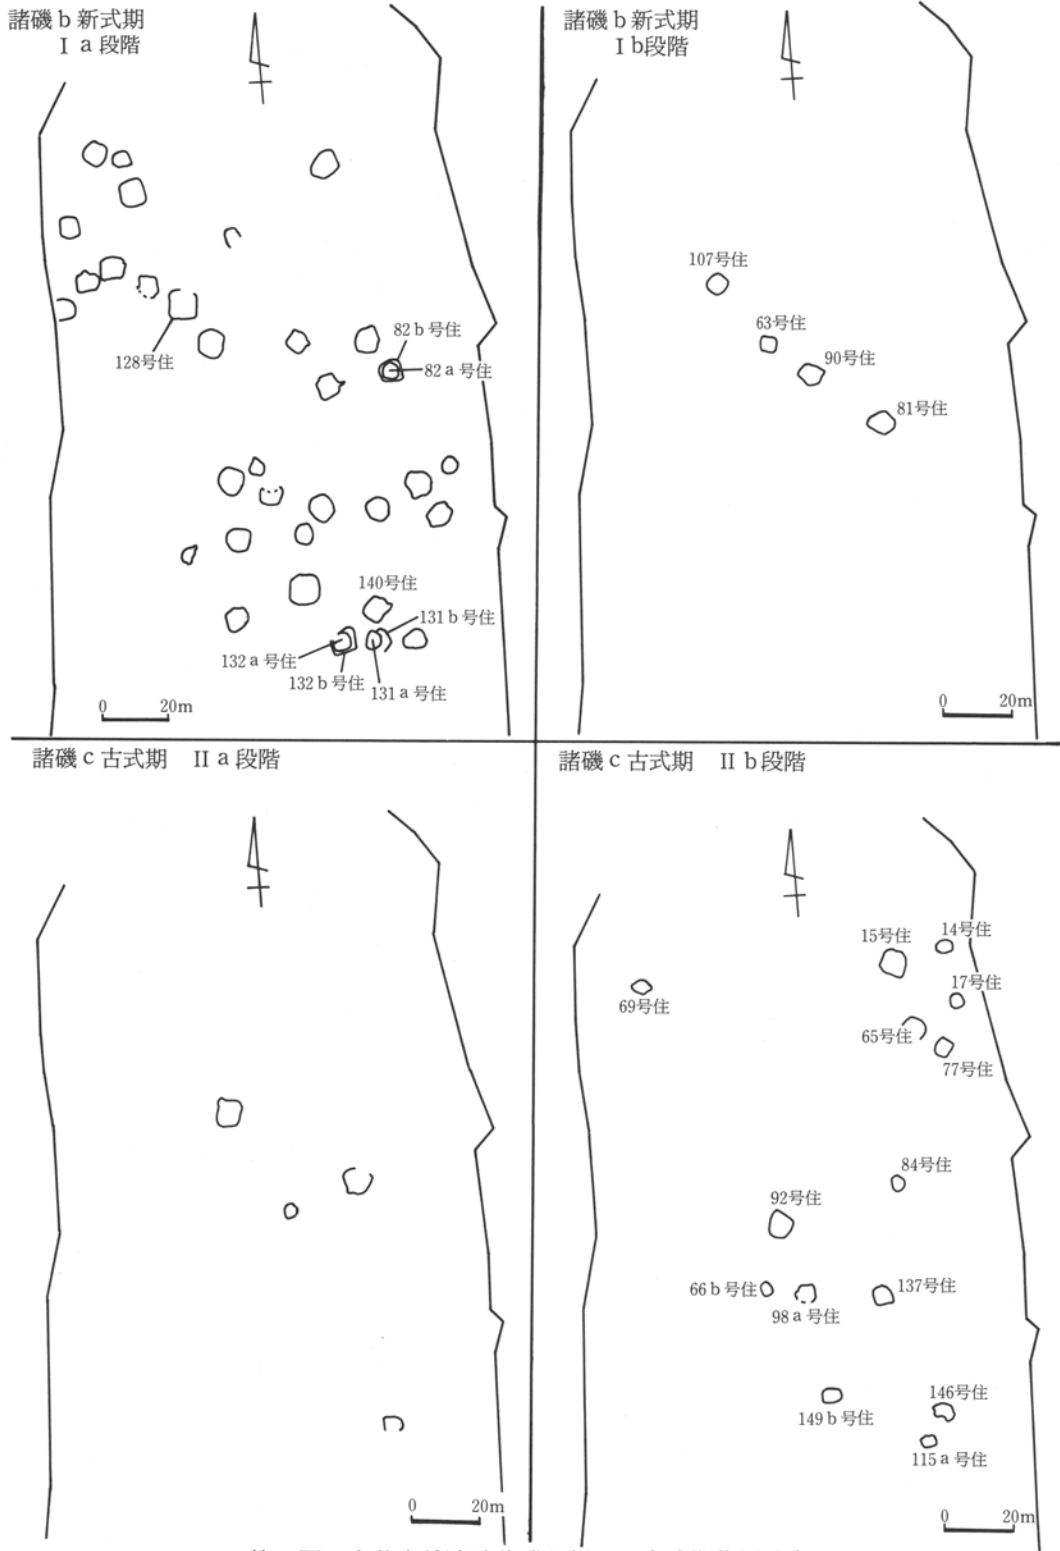 諸磯ｂ新式期
Ⅰａ段階
128号住
82ｂ号住
82ａ号住
140号住
131ｂ号住
132ａ号住
132ｂ号住
131ａ号住
0 20m
諸磯ｂ新式期
Ⅰｂ段階
107号住
63号住
90号住
81号住
0 20m
諸磯ｃ古式期 Ⅱａ段階
0 20m
諸磯ｃ古式期 Ⅱｂ段階
14号住
15号住
17号住
69号住
65号住
77号住
84号住
92号住
66ｂ号住
137号住
98ａ号住
146号住
149ｂ号住
115ａ号住
0 20m